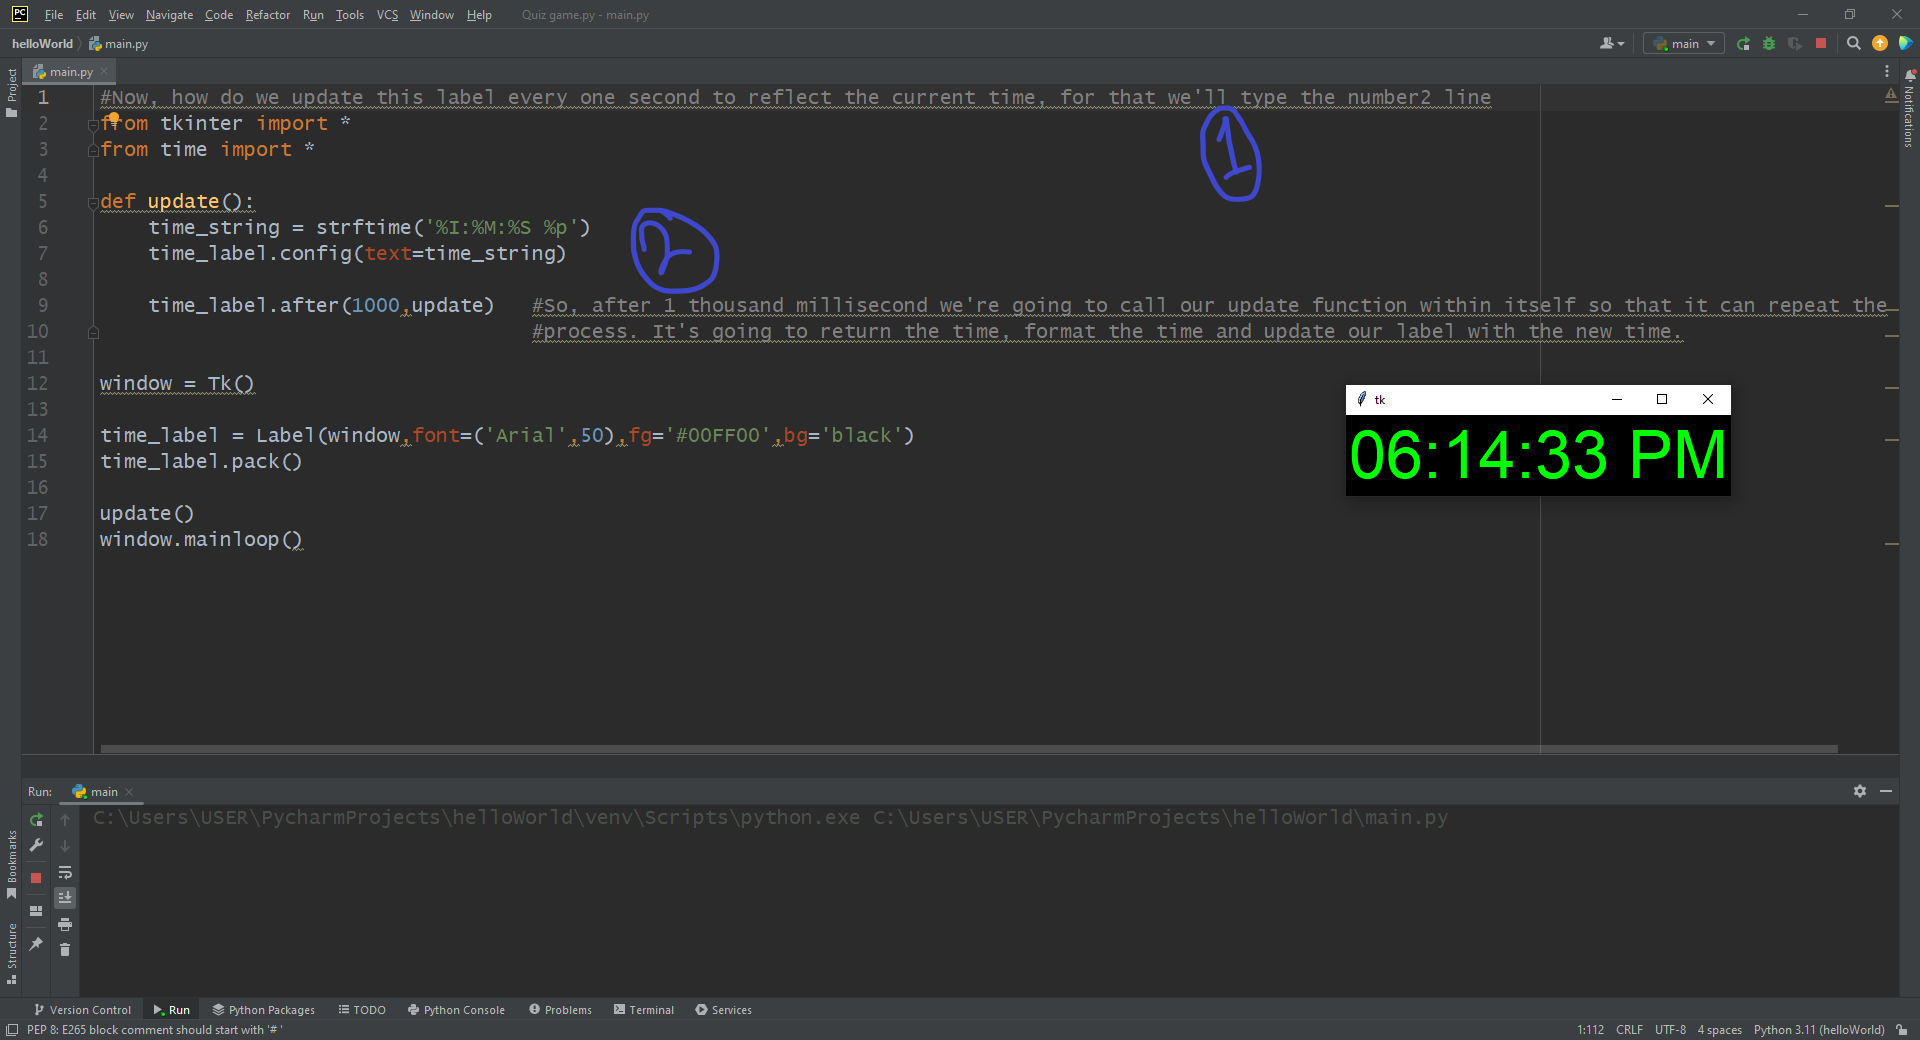 File Edit View Navigate Code Refactor Run Tools VCS Window Help Quiz game.py - main.py
helloWorld main.py main
main.py
Project
Notifications
1 #Now, how do we update this label every one second to reflect the current time, for that we'll type the number2 line
2 from tkinter import *
3 from time import *
4
5 def update():
6 time_string = strftime('%I:%M:%S %p')
7 time_label.config(text=time_string)
8
9 time_label.after(1000,update) #So, after 1 thousand millisecond we're going to call our update function within itself so that it can repeat the
10 #process. It's going to return the time, format the time and update our label with the new time.
11
12 window = Tk()
13
14 time_label = Label(window,font=('Arial',50),fg='#00FF00',bg='black')
15 time_label.pack()
16
17 update()
18 window.mainloop()
1
2
tk
06:14:33 PM
Run: main
C:\Users\USER\PycharmProjects\helloWorld\venv\Scripts\python.exe C:\Users\USER\PycharmProjects\helloWorld\main.py
Bookmarks
Structure
Version Control Run Python Packages TODO Python Console Problems Terminal Services
PEP 8: E265 block comment should start with '# ' 1:112 CRLF UTF-8 4 spaces Python 3.11 (helloWorld)
PC